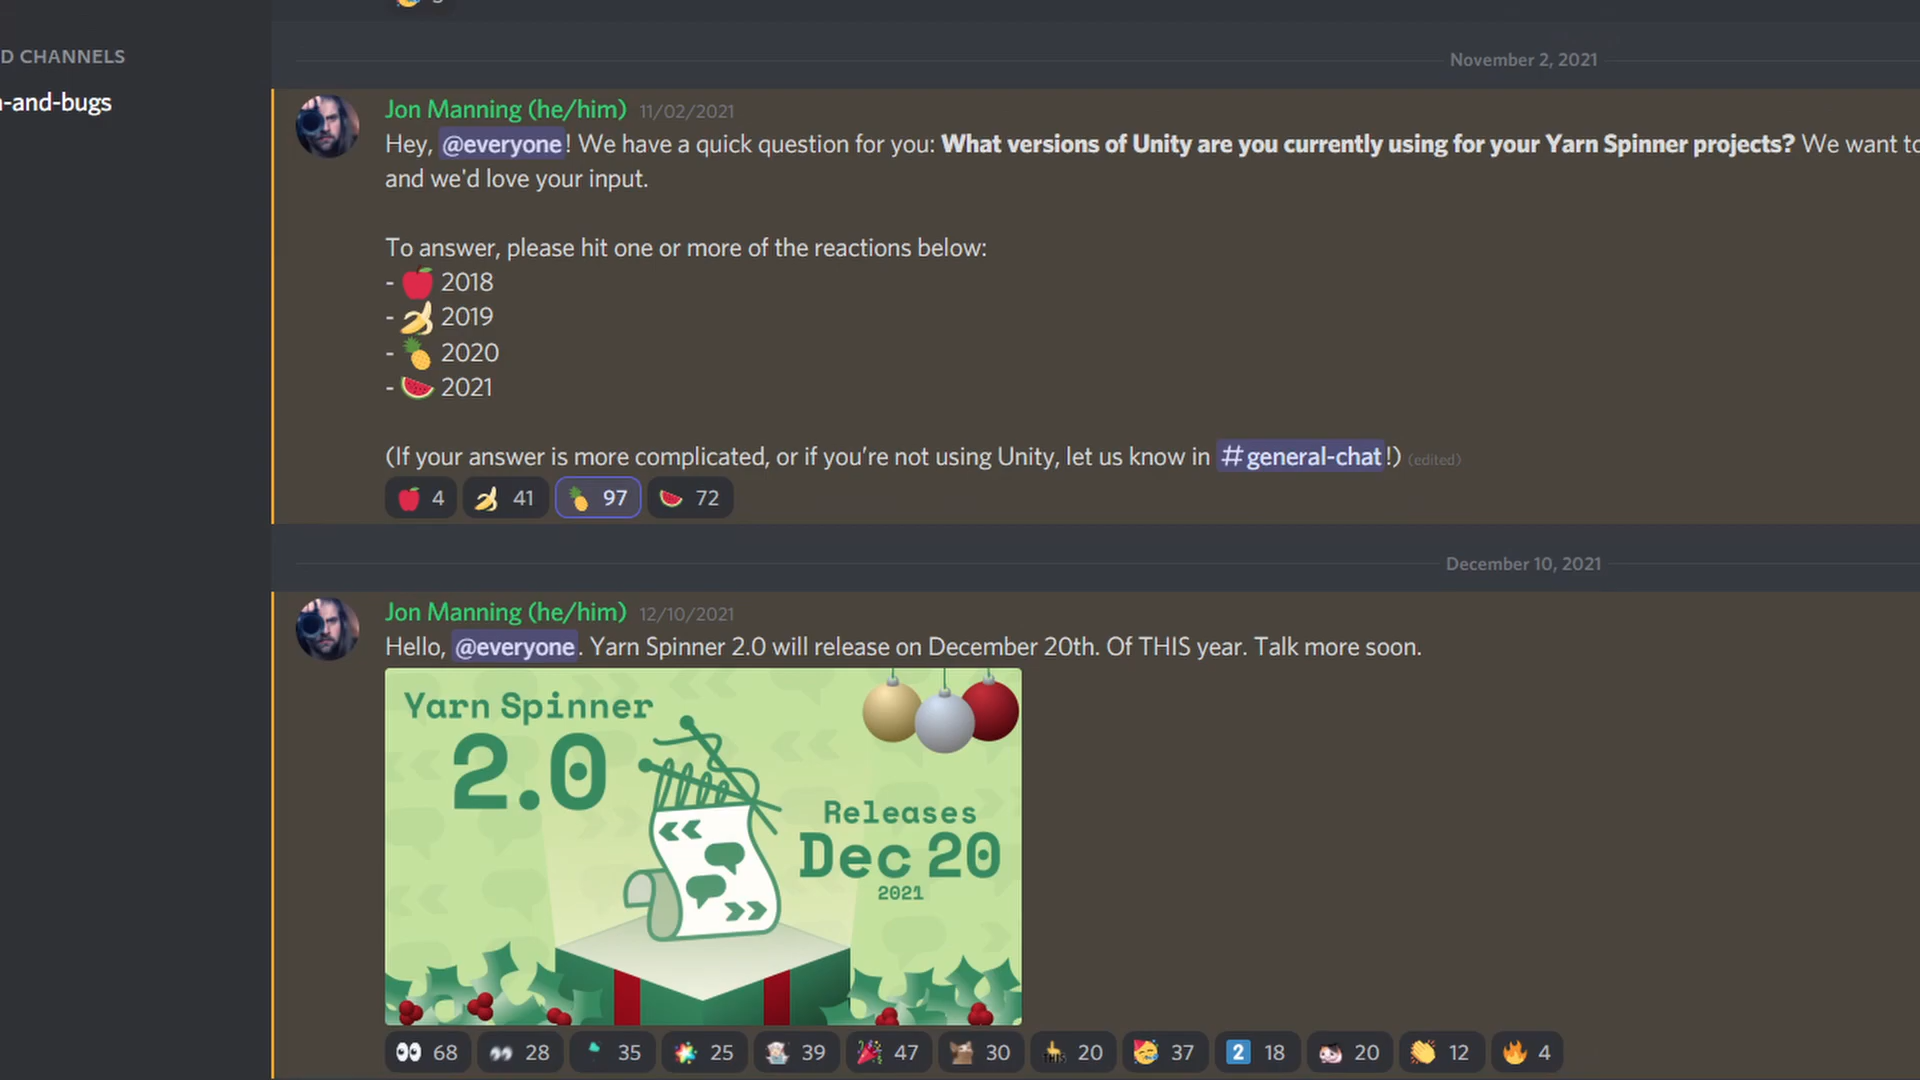 D CHANNELS
-and-bugs
November 2, 2021
Jon Manning (he/him) 11/02/2021
Hey, @everyone! We have a quick question for you: What versions of Unity are you currently using for your Yarn Spinner projects? We want to
and we'd love your input.
To answer, please hit one or more of the reactions below:
- 🍎 2018
- 🍌 2019
- 🍍 2020
- 🍉 2021
(If your answer is more complicated, or if you're not using Unity, let us know in #general-chat!) (edited)
4 41 97 72
December 10, 2021
Jon Manning (he/him) 12/10/2021
Hello, @everyone. Yarn Spinner 2.0 will release on December 20th. Of THIS year. Talk more soon.
Yarn Spinner
2.0
Releases
Dec 20
2021
68 28 35 25 39 47 30 THIS 20 37 2 18 20 12 4